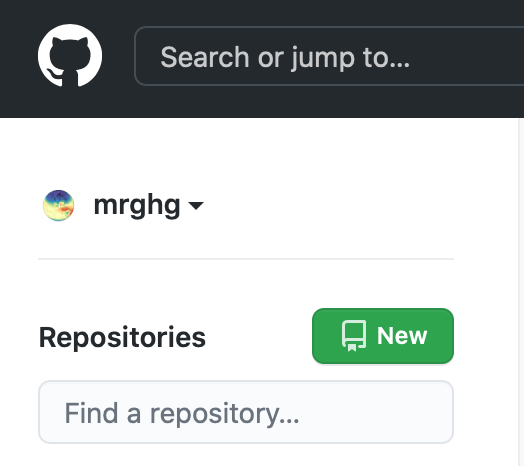 Search or jump to...
mrghg
Repositories
New
Find a repository...